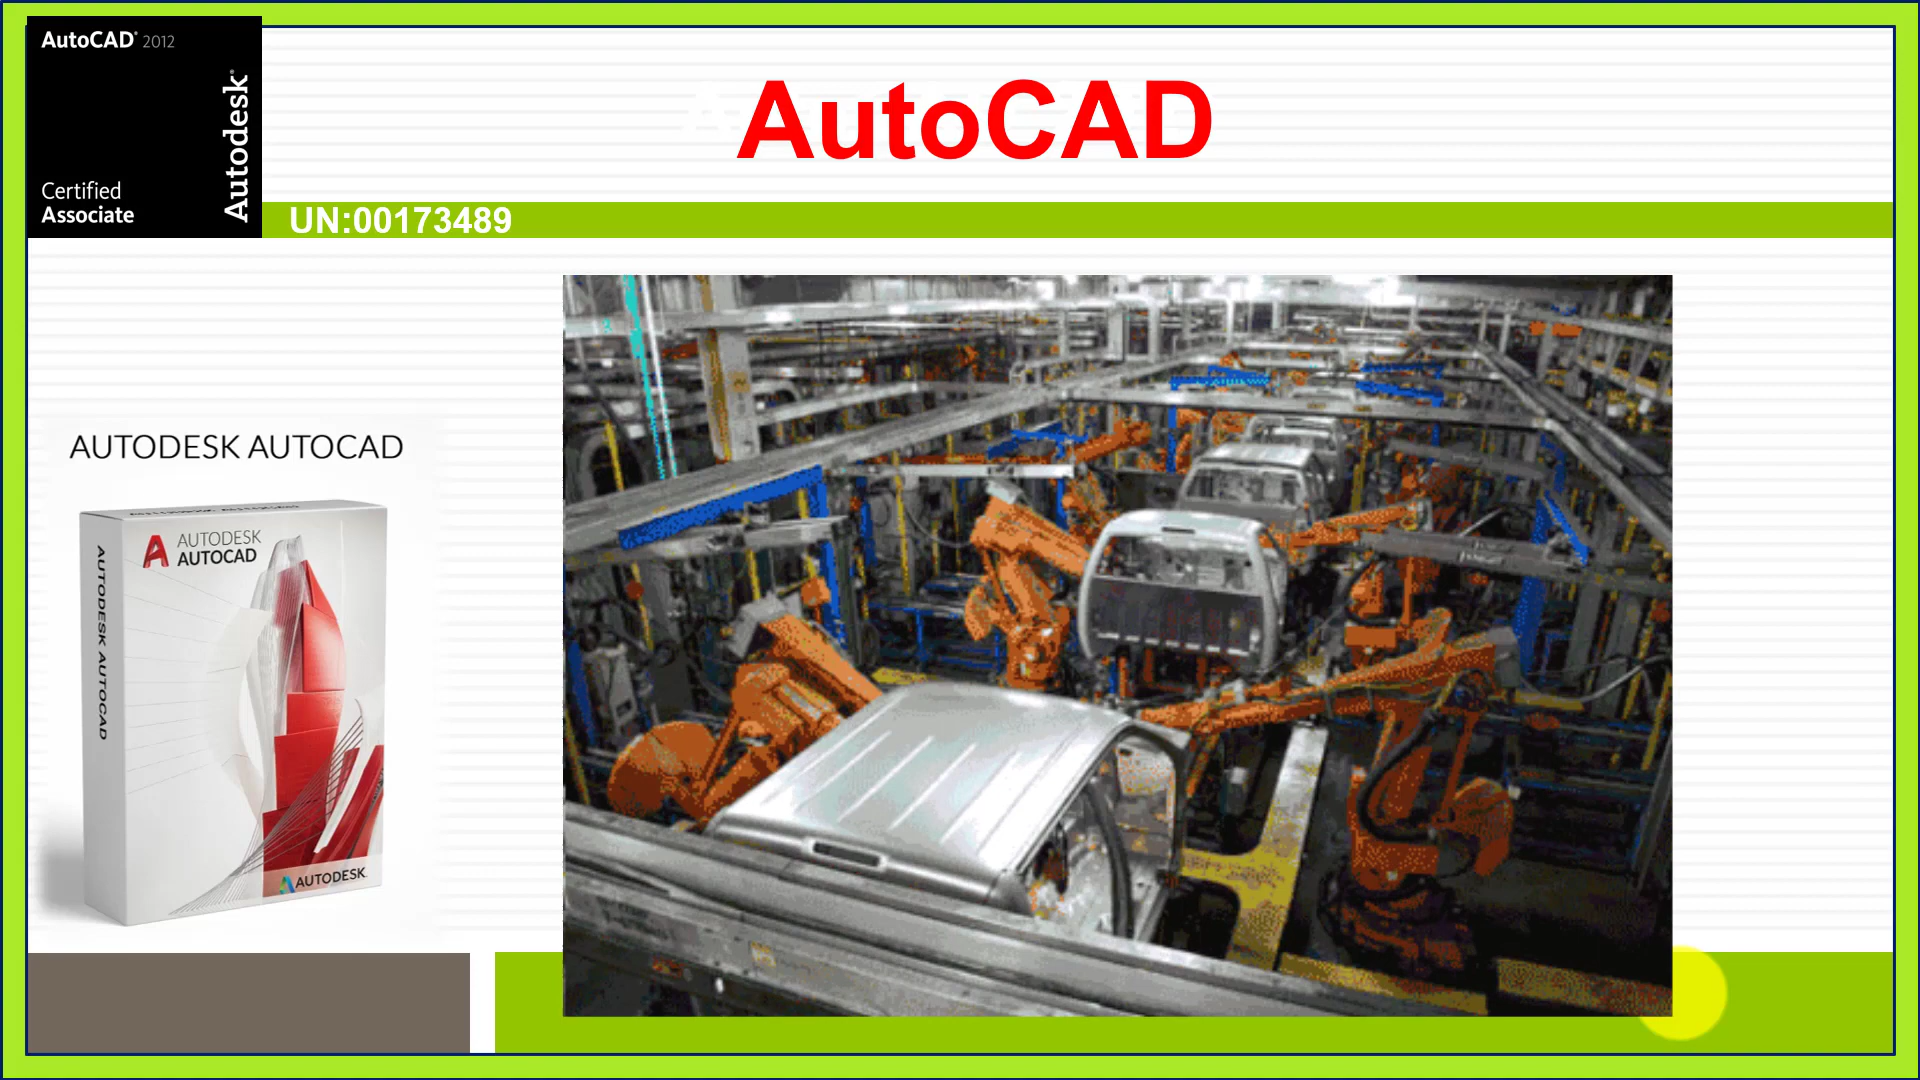 AutoCAD® 2012
Autodesk®
Certified
Associate
AutoCAD
UN:00173489
AUTODESK AUTOCAD
AUTODESK
AUTOCAD
AUTODESK AUTOCAD
AUTODESK.